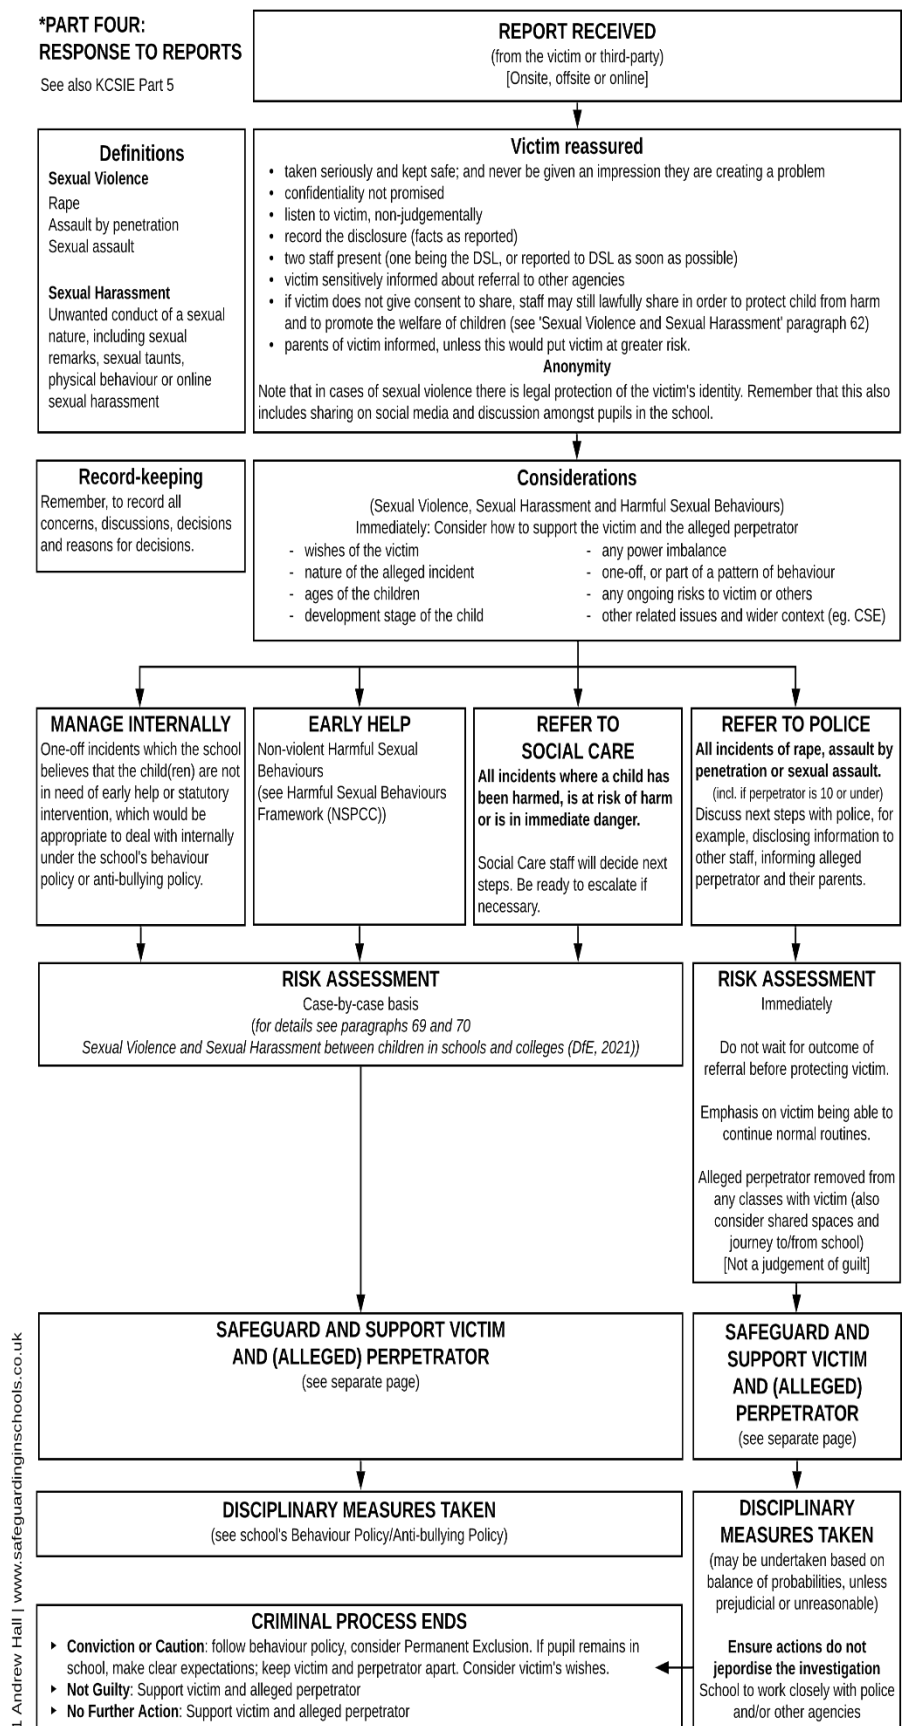 *PART FOUR:
RESPONSE TO REPORTS
See also KCSIE Part 5
REPORT RECEIVED
(from the victim or third-party)
[Onsite, offsite or online]
Definitions
Sexual Violence
Rape
Assault by penetration
Sexual assault
Sexual Harassment
Unwanted conduct of a sexual
nature, including sexual
remarks, sexual taunts,
physical behaviour or online
sexual harassment
Victim reassured
• taken seriously and kept safe; and never be given an impression they are creating a problem
• confidentiality not promised
• listen to victim, non-judgementally
• record the disclosure (facts as reported)
• two staff present (one being the DSL, or reported to DSL as soon as possible)
• victim sensitively informed about referral to other agencies
• if victim does not give consent to share, staff may still lawfully share in order to protect child from harm
and to promote the welfare of children (see 'Sexual Violence and Sexual Harassment' paragraph 62)
• parents of victim informed, unless this would put victim at greater risk.
Anonymity
Note that in cases of sexual violence there is legal protection of the victim's identity. Remember that this also
includes sharing on social media and discussion amongst pupils in the school.
Record-keeping
Remember, to record all
concerns, discussions, decisions
and reasons for decisions.
Considerations
(Sexual Violence, Sexual Harassment and Harmful Sexual Behaviours)
Immediately: Consider how to support the victim and the alleged perpetrator
- wishes of the victim
- nature of the alleged incident
- ages of the children
- development stage of the child
- any power imbalance
- one-off, or part of a pattern of behaviour
- any ongoing risks to victim or others
- other related issues and wider context (eg. CSE)
MANAGE INTERNALLY
One-off incidents which the school
believes that the child(ren) are not
in need of early help or statutory
intervention, which would be
appropriate to deal with internally
under the school's behaviour
policy or anti-bullying policy.
EARLY HELP
Non-violent Harmful Sexual
Behaviours
(see Harmful Sexual Behaviours
Framework (NSPCC))
REFER TO
SOCIAL CARE
All incidents where a child has
been harmed, is at risk of harm
or is in immediate danger.
Social Care staff will decide next
steps. Be ready to escalate if
necessary.
REFER TO POLICE
All incidents of rape, assault by
penetration or sexual assault.
(incl. if perpetrator is 10 or under)
Discuss next steps with police, for
example, disclosing information to
other staff, informing alleged
perpetrator and their parents.
RISK ASSESSMENT
Case-by-case basis
(for details see paragraphs 69 and 70
Sexual Violence and Sexual Harassment between children in schools and colleges (DfE, 2021))
RISK ASSESSMENT
Immediately
Do not wait for outcome of
referral before protecting victim.
Emphasis on victim being able to
continue normal routines.
Alleged perpetrator removed from
any classes with victim (also
consider shared spaces and
journey to/from school)
[Not a judgement of guilt]
SAFEGUARD AND SUPPORT VICTIM
AND (ALLEGED) PERPETRATOR
(see separate page)
SAFEGUARD AND
SUPPORT VICTIM
AND (ALLEGED)
PERPETRATOR
(see separate page)
DISCIPLINARY MEASURES TAKEN
(see school's Behaviour Policy/Anti-bullying Policy)
DISCIPLINARY
MEASURES TAKEN
(may be undertaken based on
balance of probabilities, unless
prejudicial or unreasonable)
Ensure actions do not
jepordise the investigation
School to work closely with police
and/or other agencies
CRIMINAL PROCESS ENDS
‣ Conviction or Caution: follow behaviour policy, consider Permanent Exclusion. If pupil remains in
school, make clear expectations; keep victim and perpetrator apart. Consider victim's wishes.
‣ Not Guilty: Support victim and alleged perpetrator
‣ No Further Action: Support victim and alleged perpetrator
1 Andrew Hall | www.safeguardinginschools.co.uk